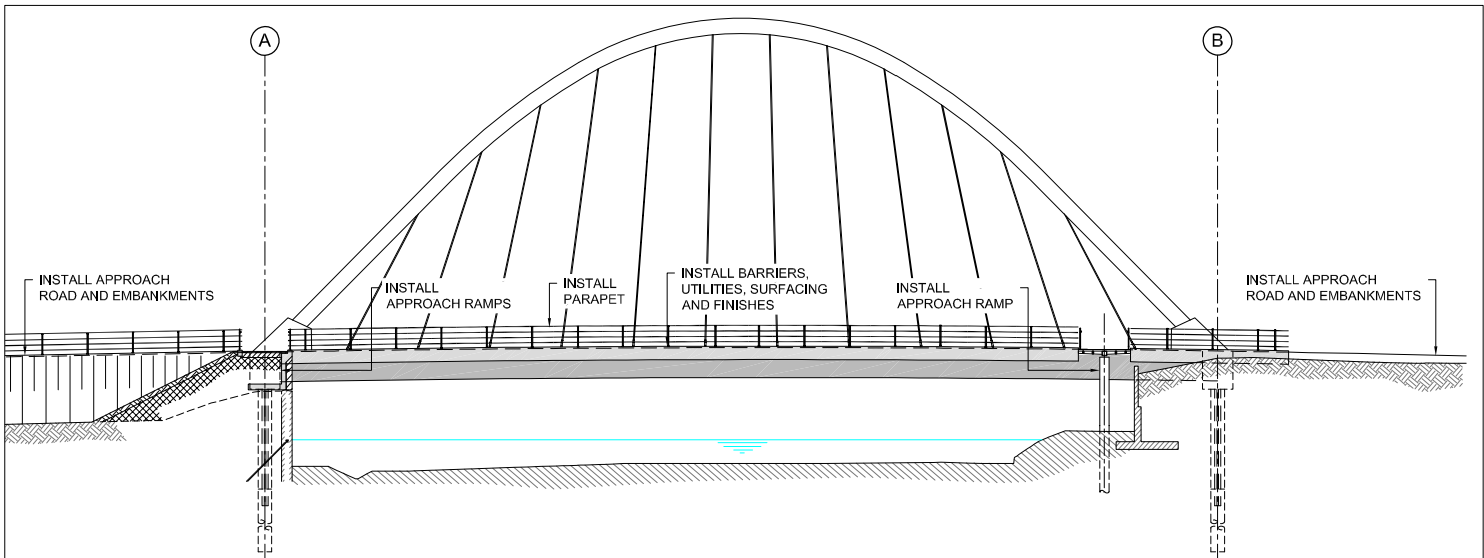 A
B
INSTALL APPROACH
ROAD AND EMBANKMENTS
INSTALL
APPROACH RAMPS
INSTALL
PARAPET
INSTALL BARRIERS,
UTILITIES, SURFACING
AND FINISHES
INSTALL
APPROACH RAMP
INSTALL APPROACH
ROAD AND EMBANKMENTS